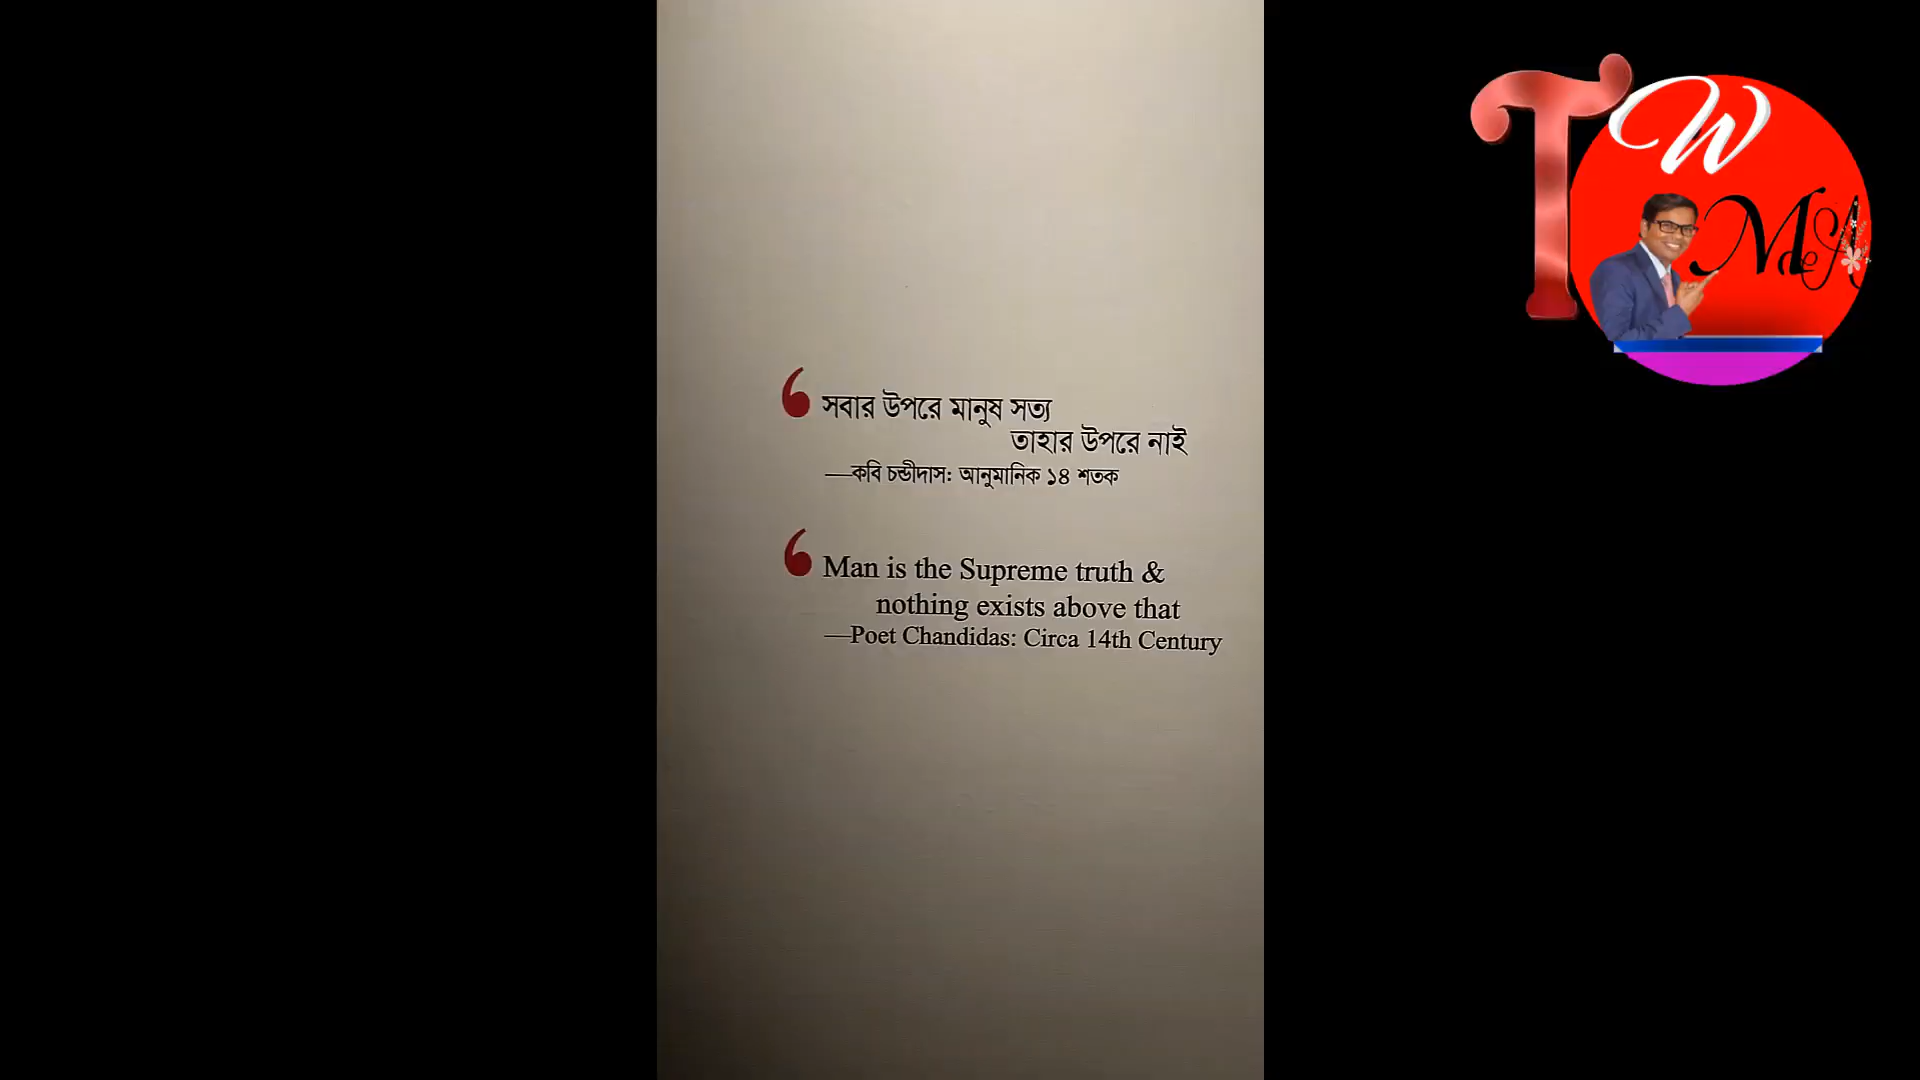 সবার উপরে মানুষ সত্য
তাহার উপরে নাই
—কবি চন্ডীদাস: আনুমানিক ১৪ শতক
Man is the Supreme truth &
nothing exists above that
—Poet Chandidas: Circa 14th Century
T W